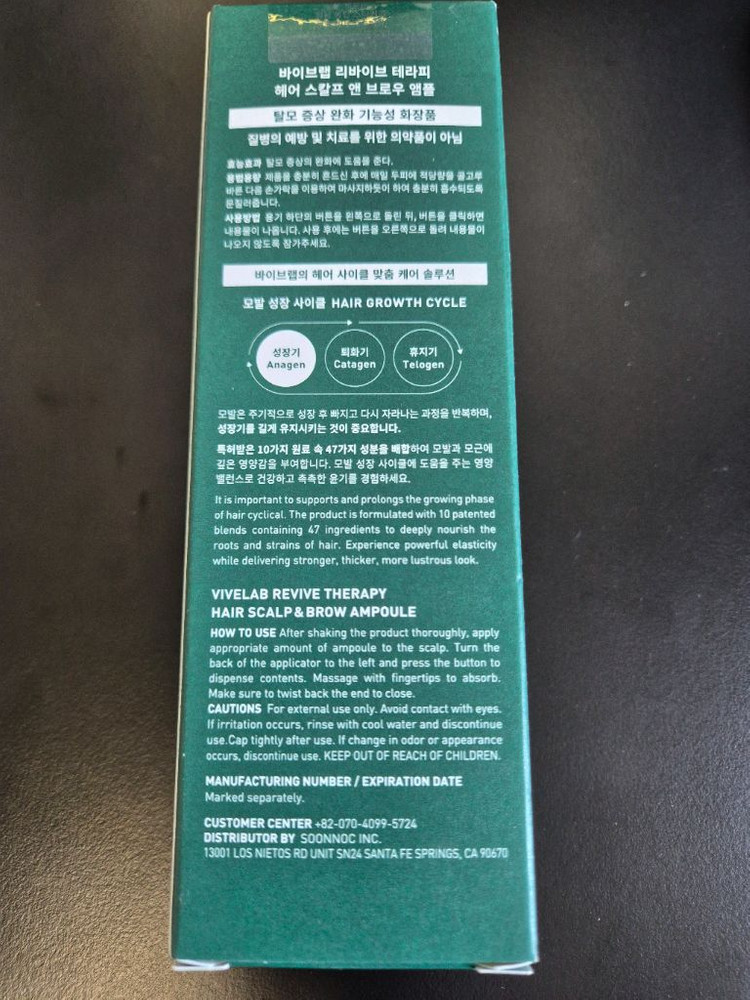 바이브랩 리바이브 테라피
헤어 스칼프 앤 브로우 앰플
탈모 증상 완화 기능성 화장품
질병의 예방 및 치료를 위한 의약품이 아님
효능효과 탈모 증상의 완화에 도움을 준다.
용법용량 제품을 충분히 흔드신 후에 매일 두피에 적당량을 골고루
바른 다음 손가락을 이용하여 마사지하듯이 하여 충분히 흡수되도록
문질러줍니다.
사용방법 용기 하단의 버튼을 왼쪽으로 돌린 뒤, 버튼을 클릭하면
내용물이 나옵니다. 사용 후에는 버튼을 오른쪽으로 돌려 내용물이
나오지 않도록 잠가주세요.
바이브랩의 헤어 사이클 맞춤 케어 솔루션
모발 성장 사이클 HAIR GROWTH CYCLE
성장기 퇴화기 휴지기
Anagen Catagen Telogen
모발은 주기적으로 성장 후 빠지고 다시 자라나는 과정을 반복하며,
성장기를 길게 유지시키는 것이 중요합니다.
특허받은 10가지 원료 속 47가지 성분을 배합하여 모발과 모근에
깊은 영양감을 부여합니다. 모발 성장 사이클에 도움을 주는 영양
밸런스로 건강하고 촉촉한 윤기를 경험하세요.
It is important to supports and prolongs the growing phase
of hair cyclical. The product is formulated with 10 patented
blends containing 47 ingredients to deeply nourish the
roots and strains of hair. Experience powerful elasticity
while delivering stronger, thicker, more lustrous look.
VIVELAB REVIVE THERAPY
HAIR SCALP & BROW AMPOULE
HOW TO USE After shaking the product thoroughly, apply
appropriate amount of ampoule to the scalp. Turn the
back of the applicator to the left and press the button to
dispense contents. Massage with fingertips to absorb.
Make sure to twist back the end to close.
CAUTIONS For external use only. Avoid contact with eyes.
If irritation occurs, rinse with cool water and discontinue
use.Cap tightly after use. If change in odor or appearance
occurs, discontinue use. KEEP OUT OF REACH OF CHILDREN.
MANUFACTURING NUMBER / EXPIRATION DATE
Marked separately.
CUSTOMER CENTER +82-070-4099-5724
DISTRIBUTOR BY SOONNOC INC.
13001 LOS NIETOS RD UNIT SN24 SANTA FE SPRINGS, CA 90670